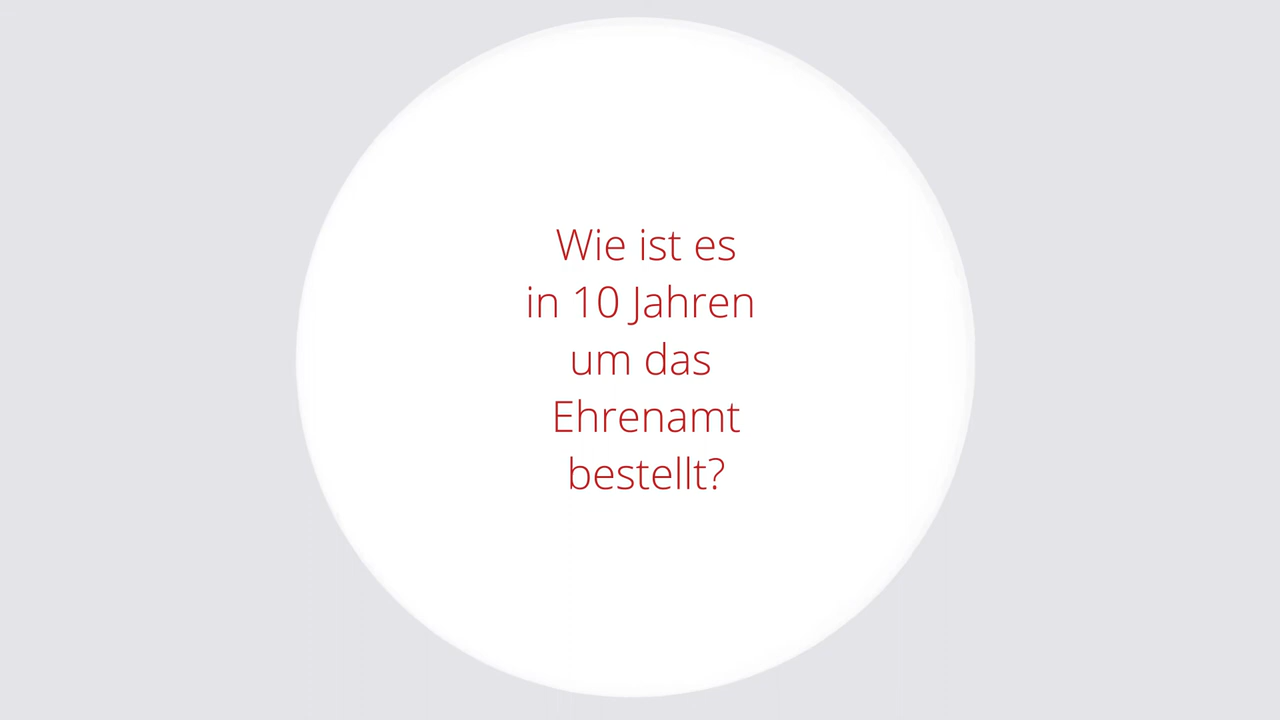 Wie ist es
in 10 Jahren
um das
Ehrenamt
bestellt?